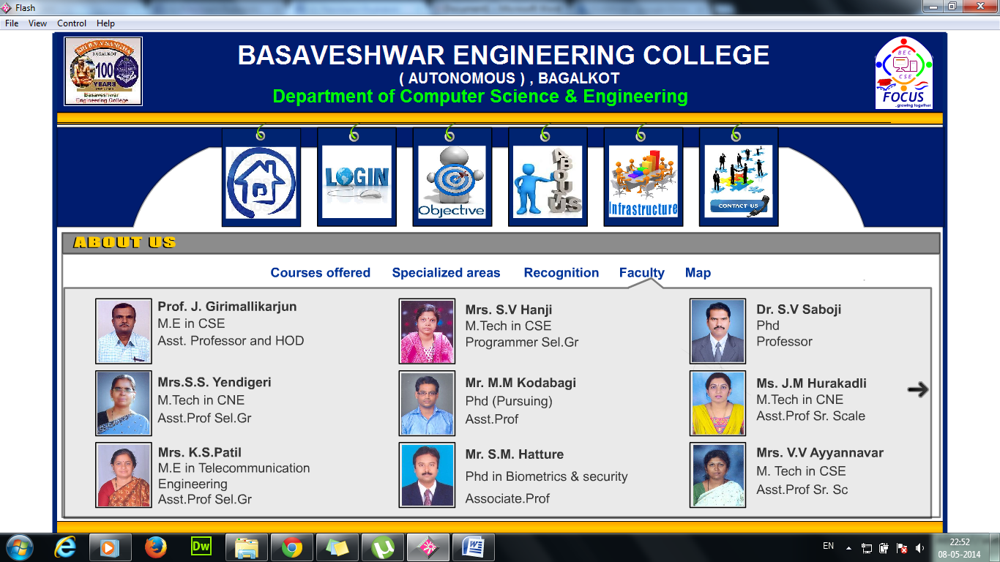 Flash
File View Control Help
SRI B.V.V SANGHA
BAGALKOT
100
YEARS
Basaveshwar
Engineering College
BASAVESHWAR ENGINEERING COLLEGE
( AUTONOMOUS ) , BAGALKOT
Department of Computer Science & Engineering
BEC
CSE
FOCUS
..growing together
LOGIN
Objective
ABOUT US
Infrastructure
CONTACT US
ABOUT US
Courses offered Specialized areas Recognition Faculty Map
Prof. J. Girimallikarjun
M.E in CSE
Asst. Professor and HOD
Mrs. S.V Hanji
M.Tech in CSE
Programmer Sel.Gr
Dr. S.V Saboji
Phd
Professor
Mrs.S.S. Yendigeri
M.Tech in CNE
Asst.Prof Sel.Gr
Mr. M.M Kodabagi
Phd (Pursuing)
Asst.Prof
Ms. J.M Hurakadli
M.Tech in CNE
Asst.Prof Sr. Scale
Mrs. K.S.Patil
M.E in Telecommunication
Engineering
Asst.Prof Sel.Gr
Mr. S.M. Hatture
Phd in Biometrics & security
Associate.Prof
Mrs. V.V Ayyannavar
M. Tech in CSE
Asst.Prof Sr. Sc
Dw
EN
22:52
08-05-2014